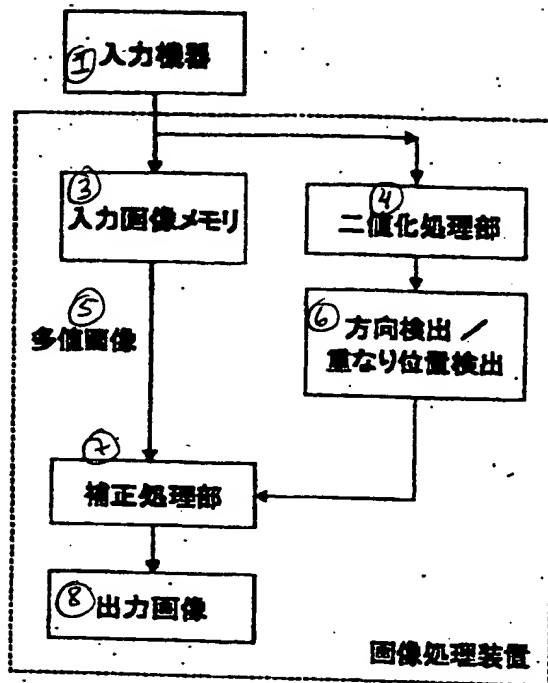 ① 入力機器
③
入力画像メモリ
④
二値化処理部
⑤
多値画像
⑥ 方向検出/
重なり位置検出
⑦
補正処理部
⑧ 出力画像
画像処理装置